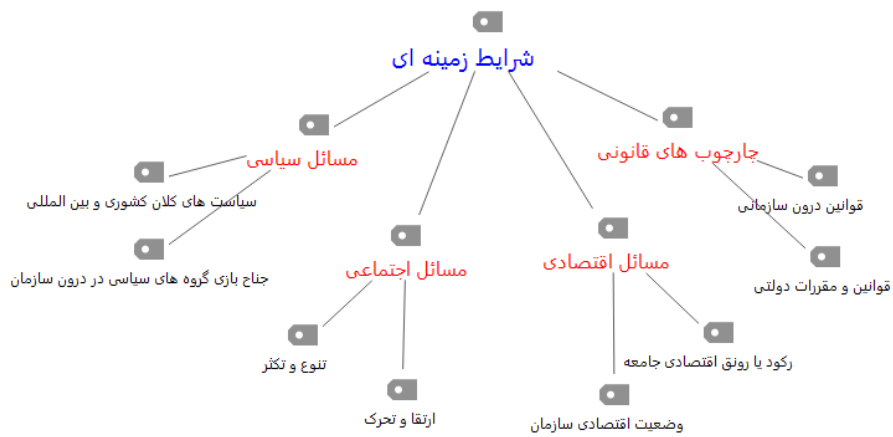 شرایط زمینه ای
چارچوب های قانونی
مسائل سیاسی
قوانین درون سازمانی
سیاست های کلان کشوری و بین المللی
مسائل اقتصادی
مسائل اجتماعی
جناح بازی گروه های سیاسی در درون سازمان
قوانین و مقررات دولتی
رکود یا رونق اقتصادی جامعه
تنوع و تکثر
ارتقا و تحرک
وضعیت اقتصادی سازمان